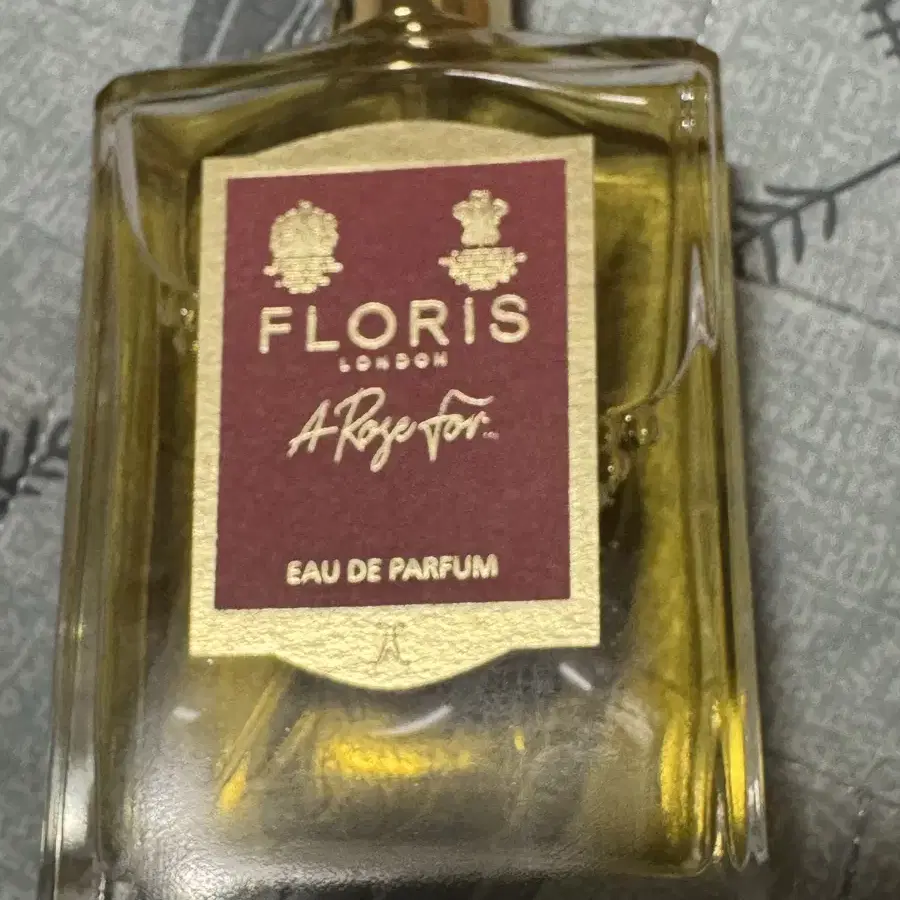 FLORIS
LONDON
A Rose for...
EAU DE PARFUM